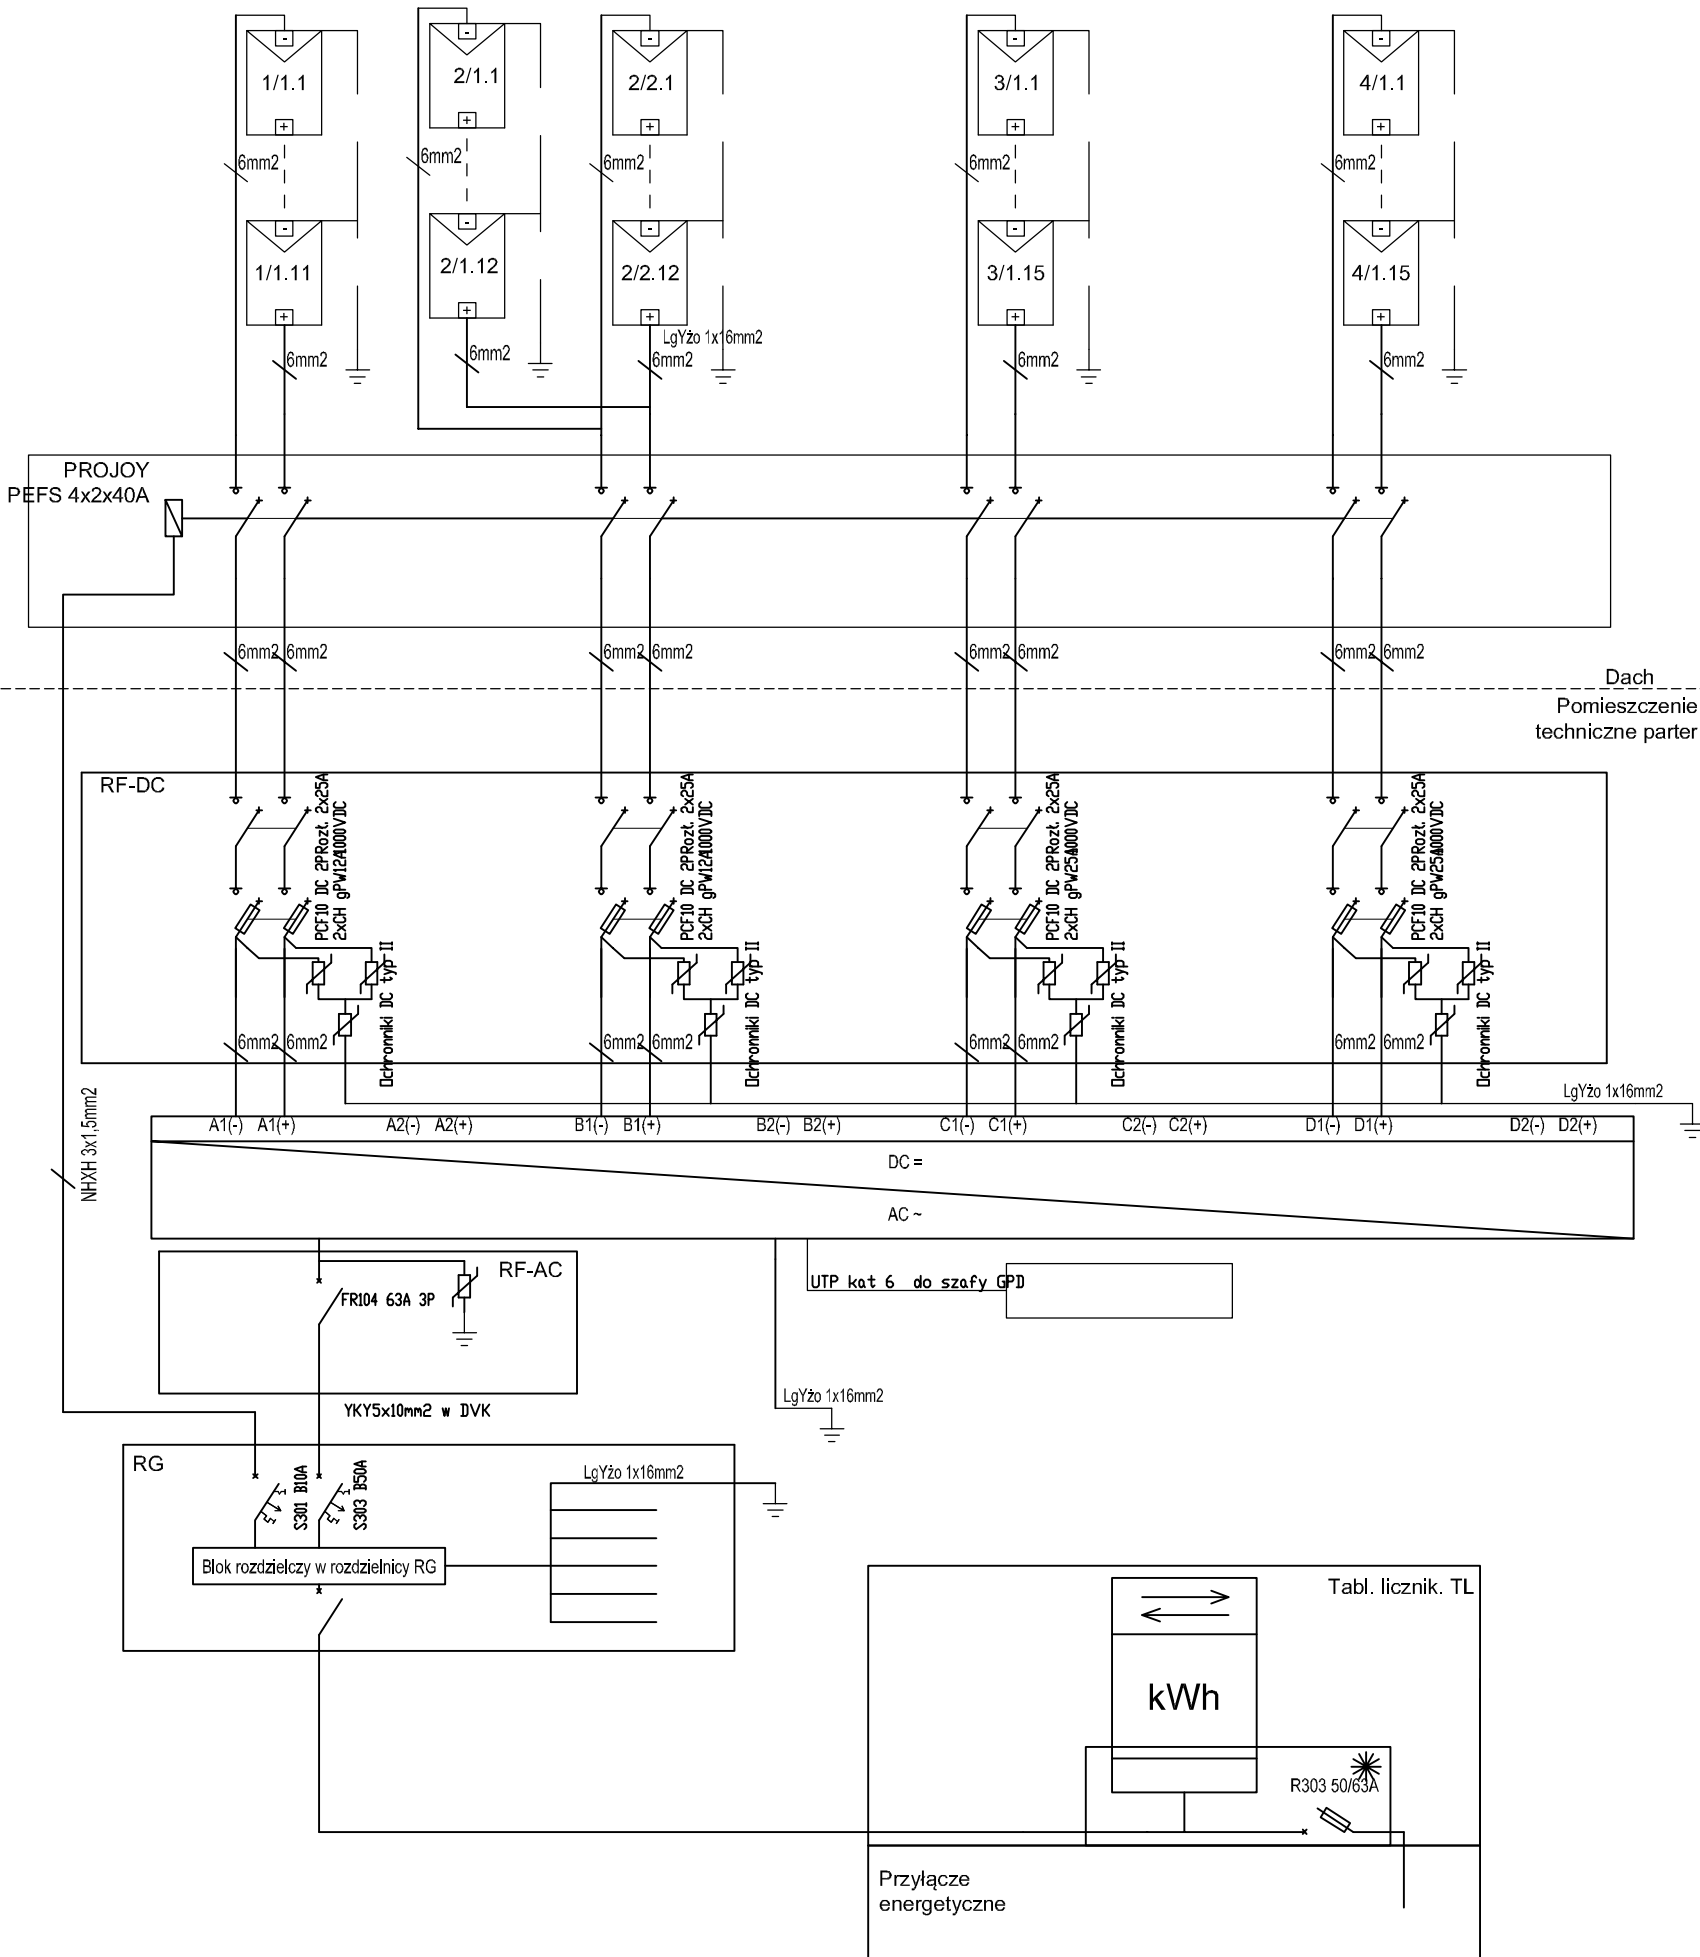 -
-
-
-
-
1/1.1
2/1.1
2/2.1
3/1.1
4/1.1
+
+
+
+
+
6mm2
6mm2
6mm2
6mm2
6mm2
-
-
-
-
-
1/1.11
2/1.12
2/2.12
3/1.15
4/1.15
+
+
+
+
+
LgYżo 1x16mm2
6mm2
6mm2
6mm2
6mm2
6mm2
PROJOY
PEFS 4x2x40A
6mm2 6mm2
6mm2 6mm2
6mm2 6mm2
6mm2 6mm2
Dach
Pomieszczenie
techniczne parter
RF-DC
PCF10 DC 2PRozł. 2x25A
2xCH gPV12A1000VDC
PCF10 DC 2PRozł. 2x25A
2xCH gPV12A1000VDC
PCF10 DC 2PRozł. 2x25A
2xCH gPV25A1000VDC
PCF10 DC 2PRozł. 2x25A
2xCH gPV25A1000VDC
Ochronniki DC typ II
Ochronniki DC typ II
Ochronniki DC typ II
Ochronniki DC typ II
6mm2 6mm2
6mm2 6mm2
6mm2 6mm2
6mm2 6mm2
LgYżo 1x16mm2
A1(-) A1(+) A2(-) A2(+) B1(-) B1(+) B2(-) B2(+) C1(-) C1(+) C2(-) C2(+) D1(-) D1(+) D2(-) D2(+)
NHXH 3x1,5mm2
DC =
AC ~
RF-AC
FR104 63A 3P
UTP kat 6 do szafy GPD
YKY5x10mm2 w DVK
LgYżo 1x16mm2
RG
S301 B10A
S303 B50A
LgYżo 1x16mm2
Blok rozdzielczy w rozdzielnicy RG
Tabl. licznik. TL
kWh
R303 50/63A
Przyłącze
energetyczne